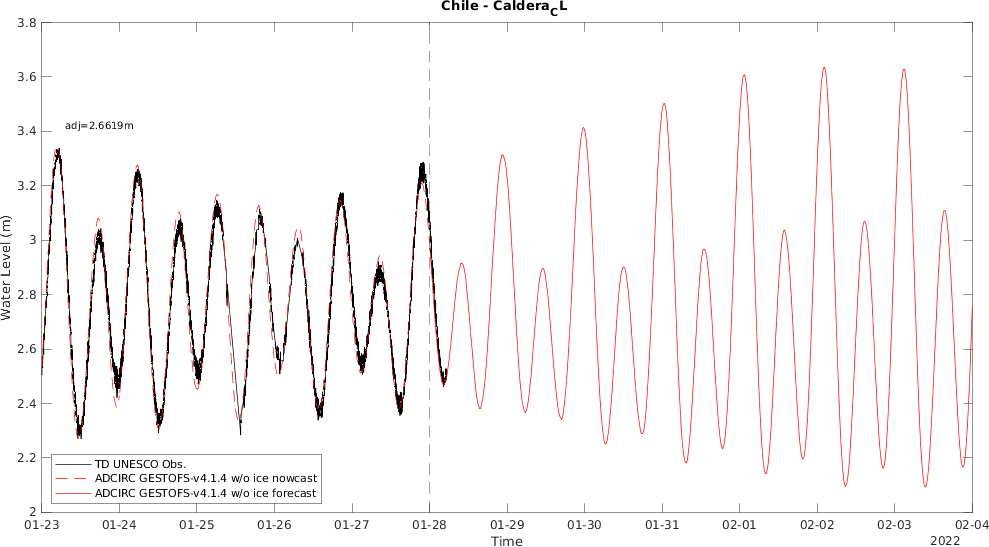 Chile - Caldera_CL
3.8
3.6
3.4
3.2
3
2.8
2.6
2.4
2.2
2
Water Level (m)
adj=2.6619m
TD UNESCO Obs.
ADCIRC GESTOFS-v4.1.4 w/o ice nowcast
ADCIRC GESTOFS-v4.1.4 w/o ice forecast
01-23 01-24 01-25 01-26 01-27 01-28 01-29 01-30 01-31 02-01 02-02 02-03 02-04
Time
2022